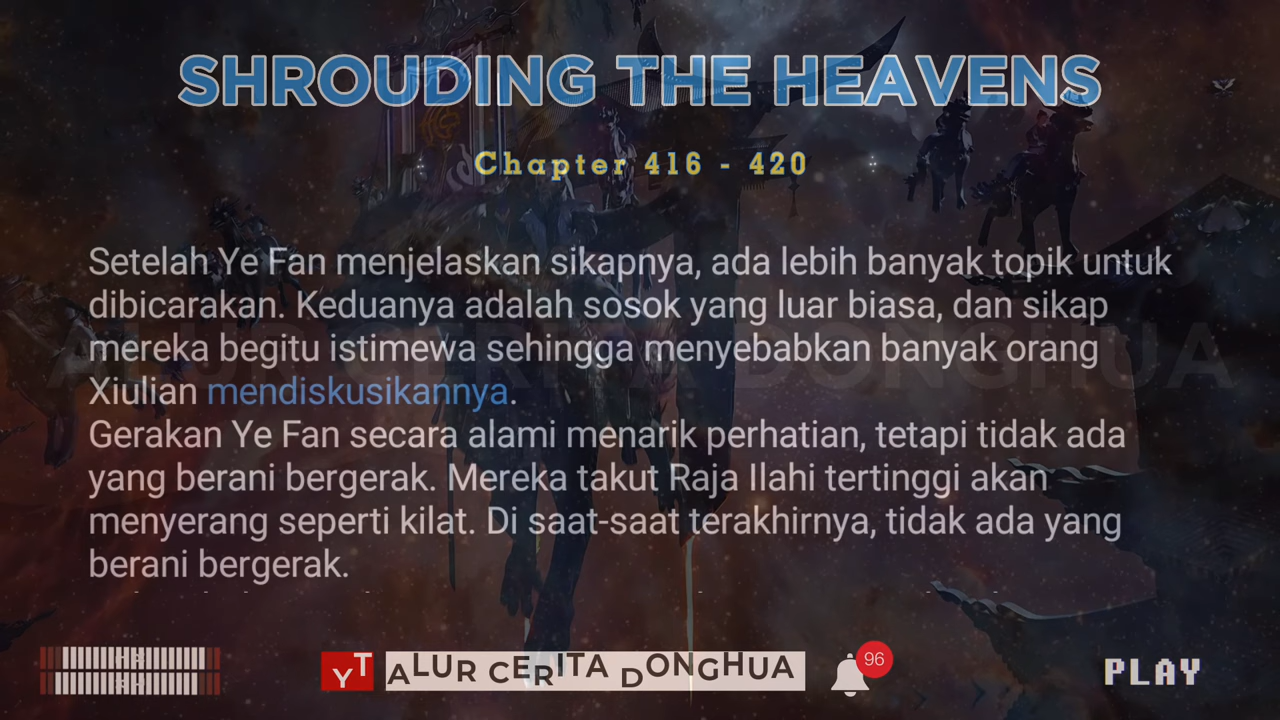 SHROUDING THE HEAVENS
Chapter 416 - 420
Setelah Ye Fan menjelaskan sikapnya, ada lebih banyak topik untuk
dibicarakan. Keduanya adalah sosok yang luar biasa, dan sikap
mereka begitu istimewa sehingga menyebabkan banyak orang
Xiulian mendiskusikannya.
Gerakan Ye Fan secara alami menarik perhatian, tetapi tidak ada
yang berani bergerak. Mereka takut Raja Ilahi tertinggi akan
menyerang seperti kilat. Di saat-saat terakhirnya, tidak ada yang
berani bergerak.
ALUR CERITA DONGHUA
YT ALUR CERITA DONGHUA
96
PLAY